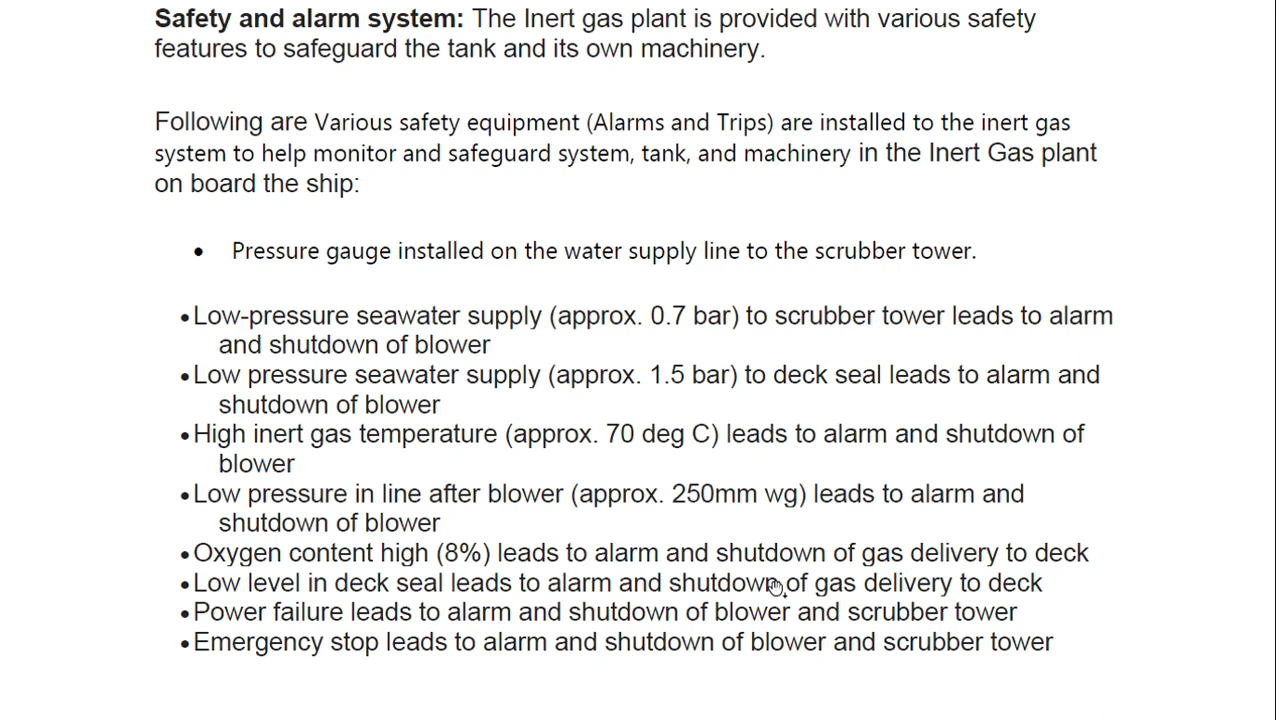 Safety and alarm system: The Inert gas plant is provided with various safety
features to safeguard the tank and its own machinery.
Following are Various safety equipment (Alarms and Trips) are installed to the inert gas
system to help monitor and safeguard system, tank, and machinery in the Inert Gas plant
on board the ship:
• Pressure gauge installed on the water supply line to the scrubber tower.
•Low-pressure seawater supply (approx. 0.7 bar) to scrubber tower leads to alarm
and shutdown of blower
•Low pressure seawater supply (approx. 1.5 bar) to deck seal leads to alarm and
shutdown of blower
•High inert gas temperature (approx. 70 deg C) leads to alarm and shutdown of
blower
•Low pressure in line after blower (approx. 250mm wg) leads to alarm and
shutdown of blower
•Oxygen content high (8%) leads to alarm and shutdown of gas delivery to deck
•Low level in deck seal leads to alarm and shutdown of gas delivery to deck
•Power failure leads to alarm and shutdown of blower and scrubber tower
•Emergency stop leads to alarm and shutdown of blower and scrubber tower